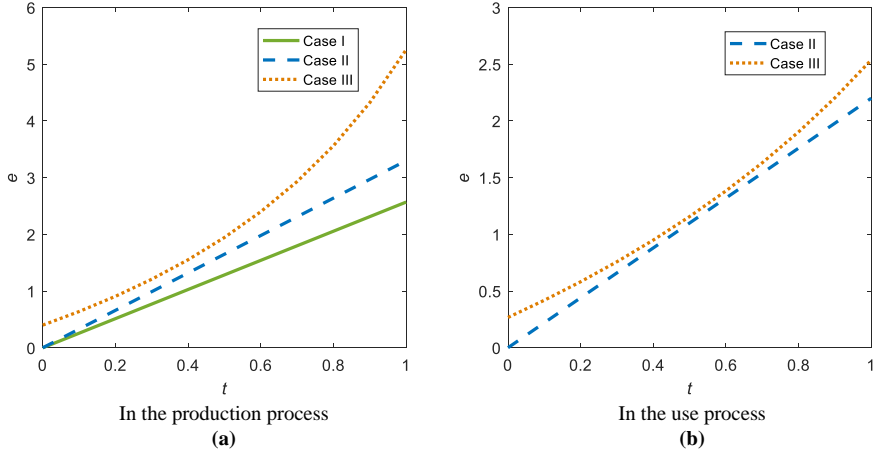 6
5
4
3
2
1
0
e
0
0.2
0.4
0.6
0.8
1
t
Case I
Case II
Case III
In the production process
(a)
3
2.5
2
1.5
1
0.5
0
e
0
0.2
0.4
0.6
0.8
1
t
Case II
Case III
In the use process
(b)